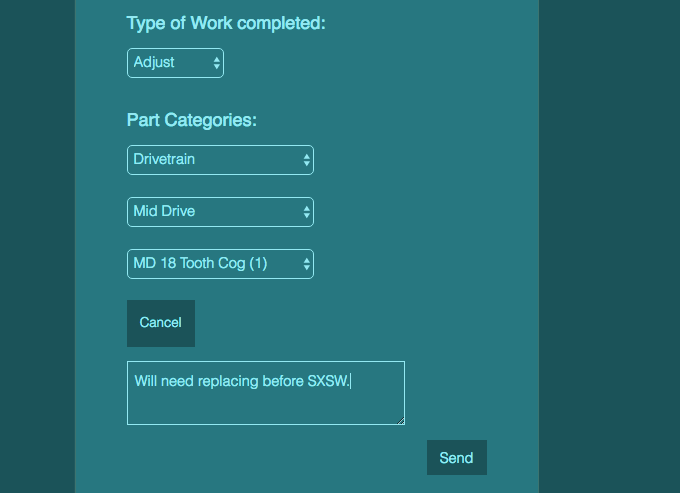 Type of Work completed:
Adjust
Part Categories:
Drivetrain
Mid Drive
MD 18 Tooth Cog (1)
Cancel
Will need replacing before SXSW.
Send